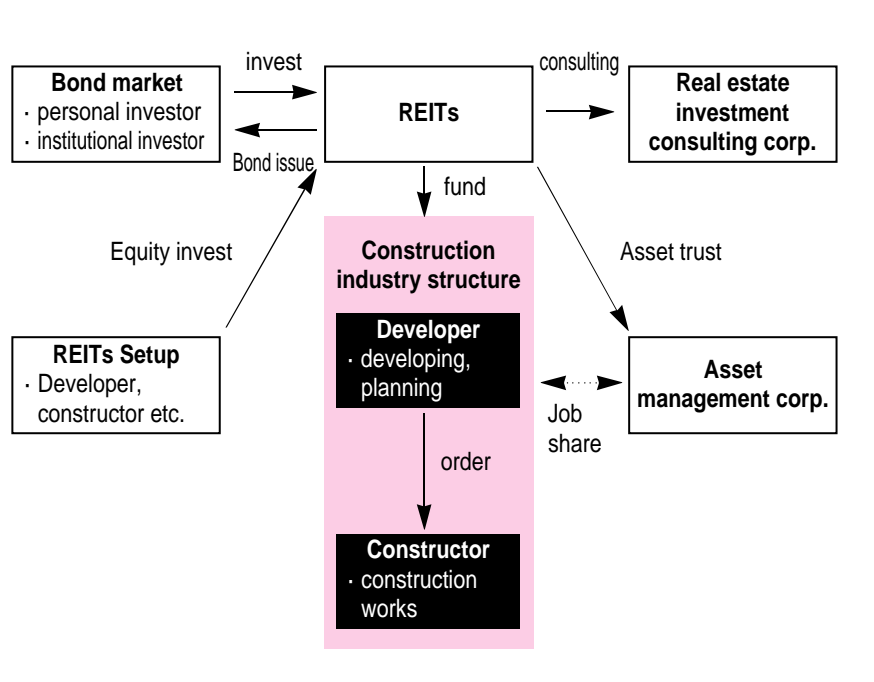 invest
consulting
Bond market
· personal investor
· institutional investor
REITs
Real estate
investment
consulting corp.
Bond issue
fund
Equity invest
Construction
industry structure
Asset trust
REITs Setup
· Developer,
constructor etc.
Developer
· developing,
planning
Asset
management corp.
Job
share
order
Constructor
· construction
works